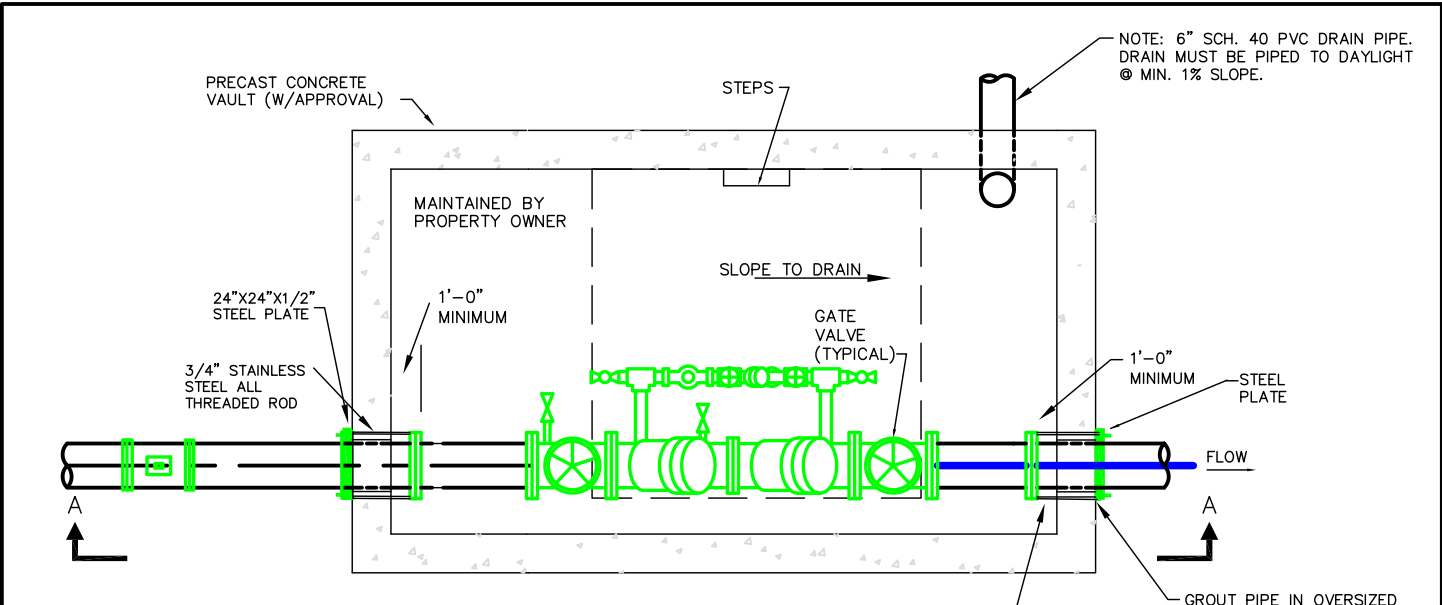 NOTE: 6" SCH. 40 PVC DRAIN PIPE.
DRAIN MUST BE PIPED TO DAYLIGHT
@ MIN. 1% SLOPE.
PRECAST CONCRETE
VAULT (W/APPROVAL)
STEPS
MAINTAINED BY
PROPERTY OWNER
SLOPE TO DRAIN
24"X24"X1/2"
STEEL PLATE
1'-0"
MINIMUM
GATE
VALVE
(TYPICAL)
3/4" STAINLESS
STEEL ALL
THREADED ROD
1'-0"
MINIMUM
STEEL
PLATE
FLOW
A
A
GROUT PIPE IN OVERSIZED